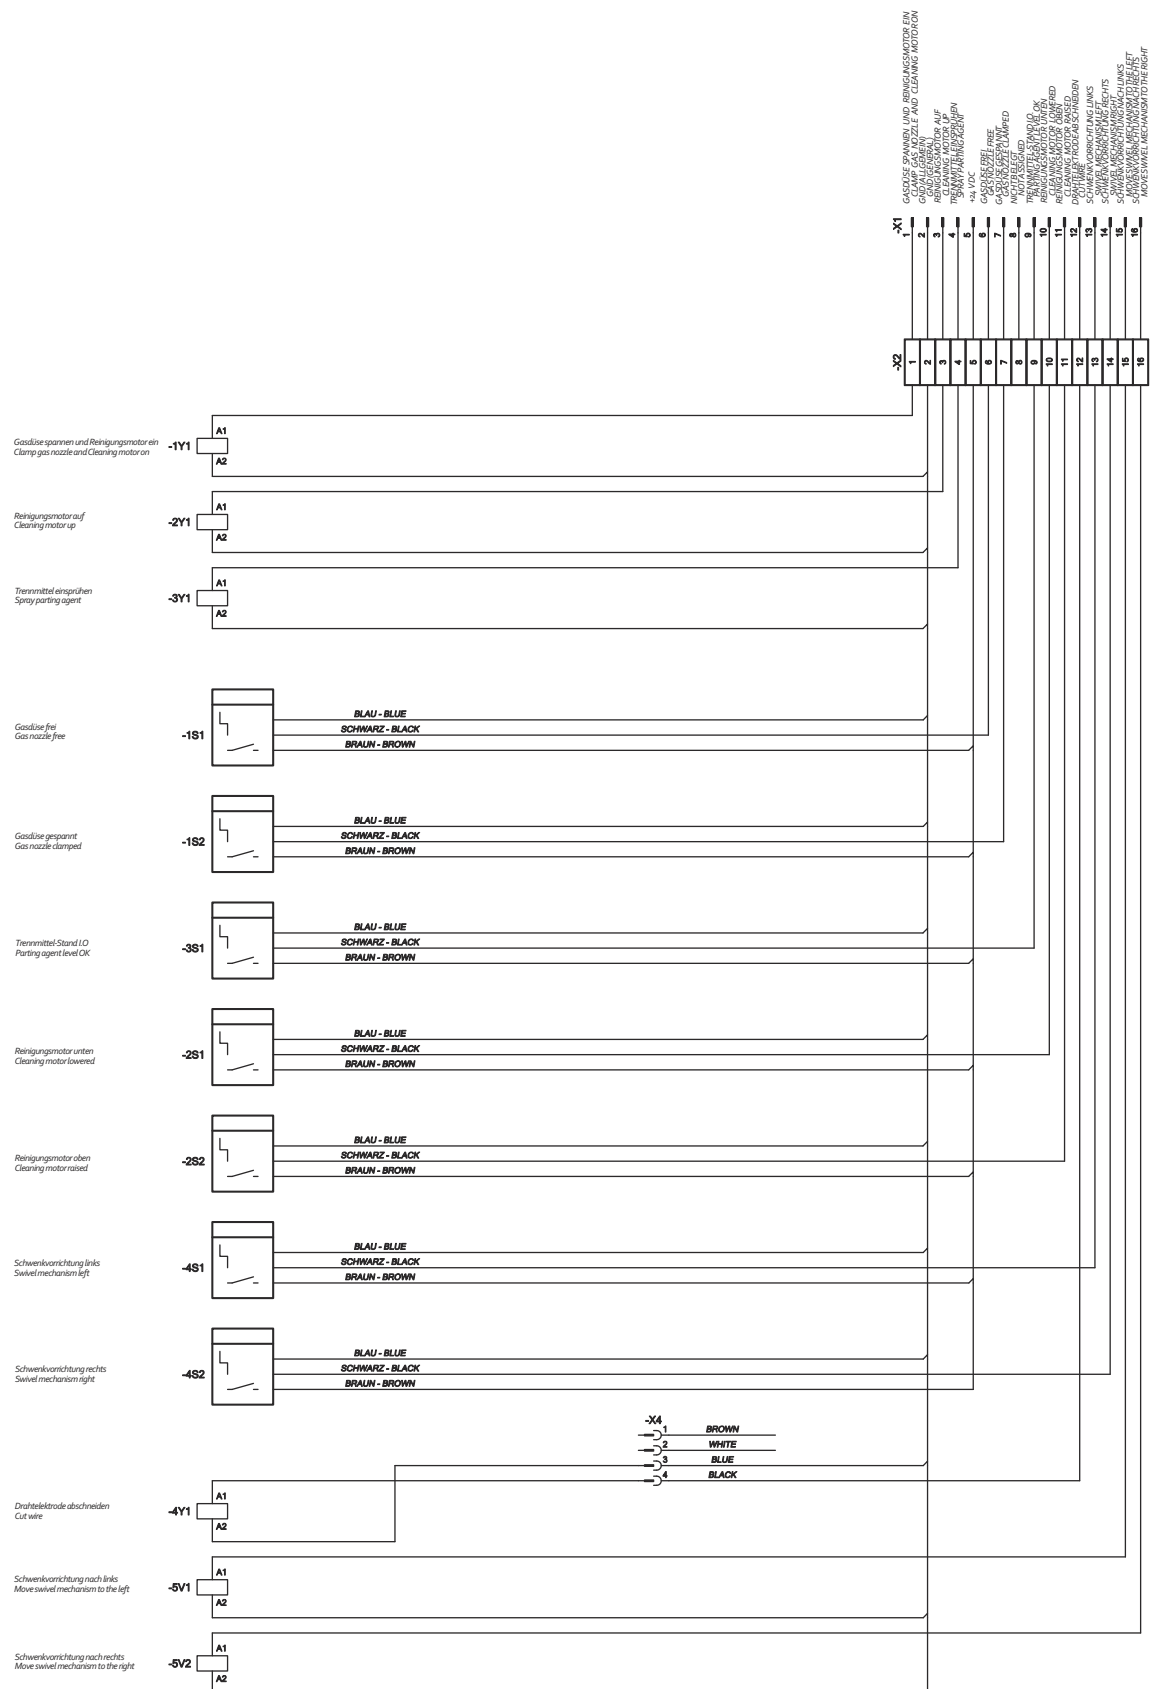 GASDÜSE SPANNEN UND REINIGUNGSMOTOR EIN
CLAMP GAS NOZZLE AND CLEANING MOTOR ON
GND (ALLGEMEIN)
GND (GENERAL)
REINIGUNGSMOTOR AUF
CLEANING MOTOR UP
TRENNMITTEL EINSPRÜHEN
SPRAY PARTING AGENT
+24 VDC
GASDÜSE FREI
GAS NOZZLE FREE
GASDÜSE GESPANNT
GAS NOZZLE CLAMPED
NICHT BELEGT
NOT ASSIGNED
TRENNMITTEL-STAND I.O
PARTING AGENT LEVEL OK
REINIGUNGSMOTOR UNTEN
CLEANING MOTOR LOWERED
REINIGUNGSMOTOR OBEN
CLEANING MOTOR RAISED
DRAHTELEKTRODE ABSCHNEIDEN
CUT WIRE
SCHWENKVORRICHTUNG LINKS
SWIVEL MECHANISM LEFT
SCHWENKVORRICHTUNG RECHTS
SWIVEL MECHANISM RIGHT
SCHWENKVORRICHTUNG NACH LINKS
MOVE SWIVEL MECHANISM TO THE LEFT
SCHWENKVORRICHTUNG NACH RECHTS
MOVE SWIVEL MECHANISM TO THE RIGHT
-X1
1 2 3 4 5 6 7 8 9 10 11 12 13 14 15 16
-X2
1 2 3 4 5 6 7 8 9 10 11 12 13 14 15 16
Gasdüse spannen und Reinigungsmotor ein
Clamp gas nozzle and Cleaning motor on
-1Y1
A1
A2
Reinigungsmotor auf
Cleaning motor up
-2Y1
A1
A2
Trennmittel einsprühen
Spray parting agent
-3Y1
A1
A2
Gasdüse frei
Gas nozzle free
-1S1
BLAU - BLUE
SCHWARZ - BLACK
BRAUN - BROWN
Gasdüse gespannt
Gas nozzle clamped
-1S2
BLAU - BLUE
SCHWARZ - BLACK
BRAUN - BROWN
Trennmittel-Stand I.O
Parting agent level OK
-3S1
BLAU - BLUE
SCHWARZ - BLACK
BRAUN - BROWN
Reinigungsmotor unten
Cleaning motor lowered
-2S1
BLAU - BLUE
SCHWARZ - BLACK
BRAUN - BROWN
Reinigungsmotor oben
Cleaning motor raised
-2S2
BLAU - BLUE
SCHWARZ - BLACK
BRAUN - BROWN
Schwenkvorrichtung links
Swivel mechanism left
-4S1
BLAU - BLUE
SCHWARZ - BLACK
BRAUN - BROWN
Schwenkvorrichtung rechts
Swivel mechanism right
-4S2
BLAU - BLUE
SCHWARZ - BLACK
BRAUN - BROWN
-X4
1 BROWN
2 WHITE
3 BLUE
4 BLACK
Drahtelektrode abschneiden
Cut wire
-4Y1
A1
A2
Schwenkvorrichtung nach links
Move swivel mechanism to the left
-5V1
A1
A2
Schwenkvorrichtung nach rechts
Move swivel mechanism to the right
-5V2
A1
A2